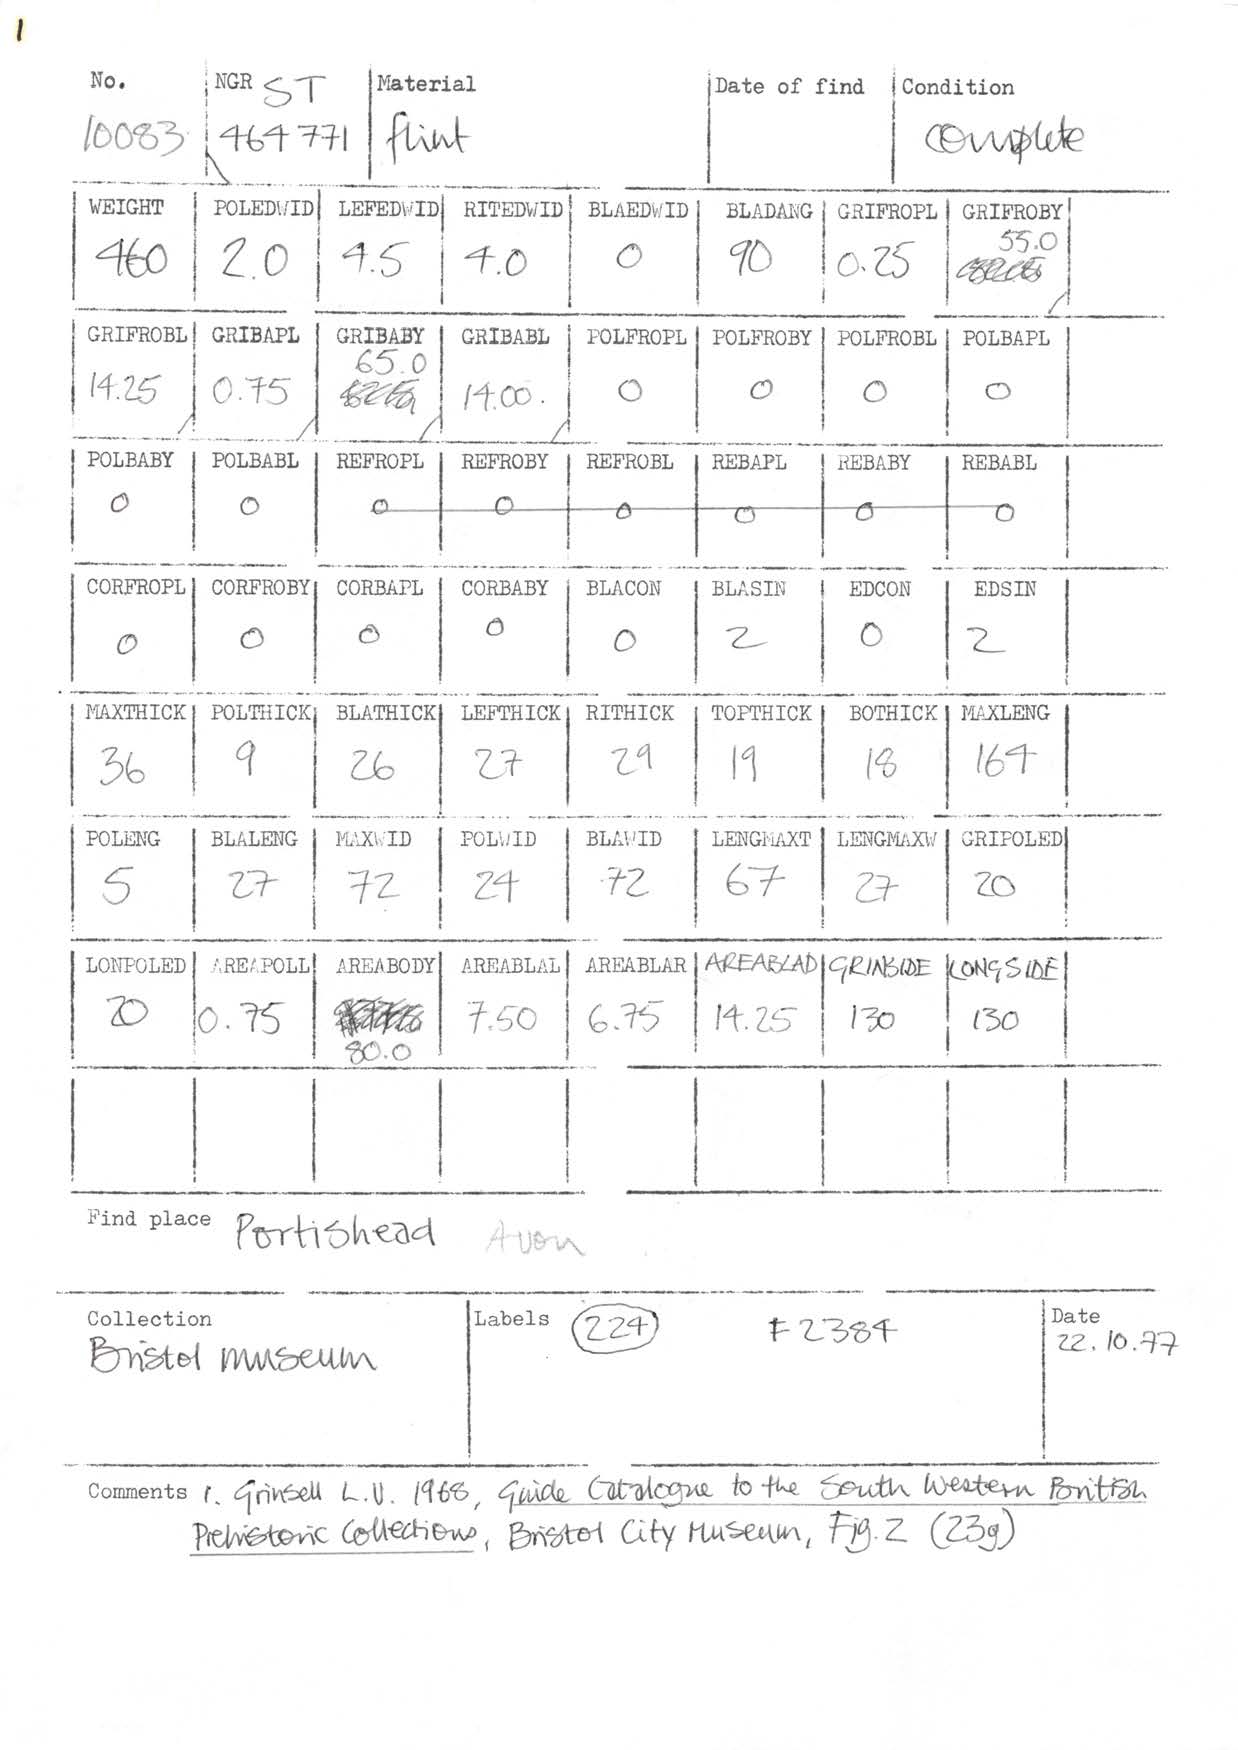 1
No. NGR ST Material Date of find Condition
10083 464771 flint complete
WEIGHT POLEDWID LEFEDWID RITEDWID BLAEDWID BLADANG GRIFROPL GRIFROBY
460 2.0 4.5 4.0 0 90 0.25 55.0
GRIFROBL GRIBAPL GRIBABY GRIBABL POLFROPL POLFROBY POLFROBL POLBAPL
14.25 0.75 65.0 14.00. 0 0 0 0
POLBABY POLBABL REFROPL REFROBY REFROBL REBAPL REBABY REBABL
0 0 0 0 0 0 0 0
CORFROPL CORFROBY CORBAPL CORBABY BLACON BLASIN EDCON EDSIN
0 0 0 0 0 2 0 2
MAXTHICK POLTHICK BLATHICK LEFTHICK RITHICK TOPTHICK BOTHICK MAXLENG
36 9 26 27 29 19 18 164
POLENG BLALENG MAXWID POLWID BLAWID LENGMAXT LENGMAXW GRIPOLED
5 27 72 24 72 67 27 20
LONPOLED AREAPOLL AREABODY AREABLAL AREABLAR AREABLAD GRINSIDE LONGSIDE
20 0.75 80.0 7.50 6.75 14.25 130 130
Find place Portishead Avon
Collection Labels 224 F2384 Date
Bristol museum 22.10.77
Comments 1. Grinsell L.V. 1968, Guide Catalogue to the South Western British
Prehistoric Collections, Bristol City Museum, Fig.2 (23g)